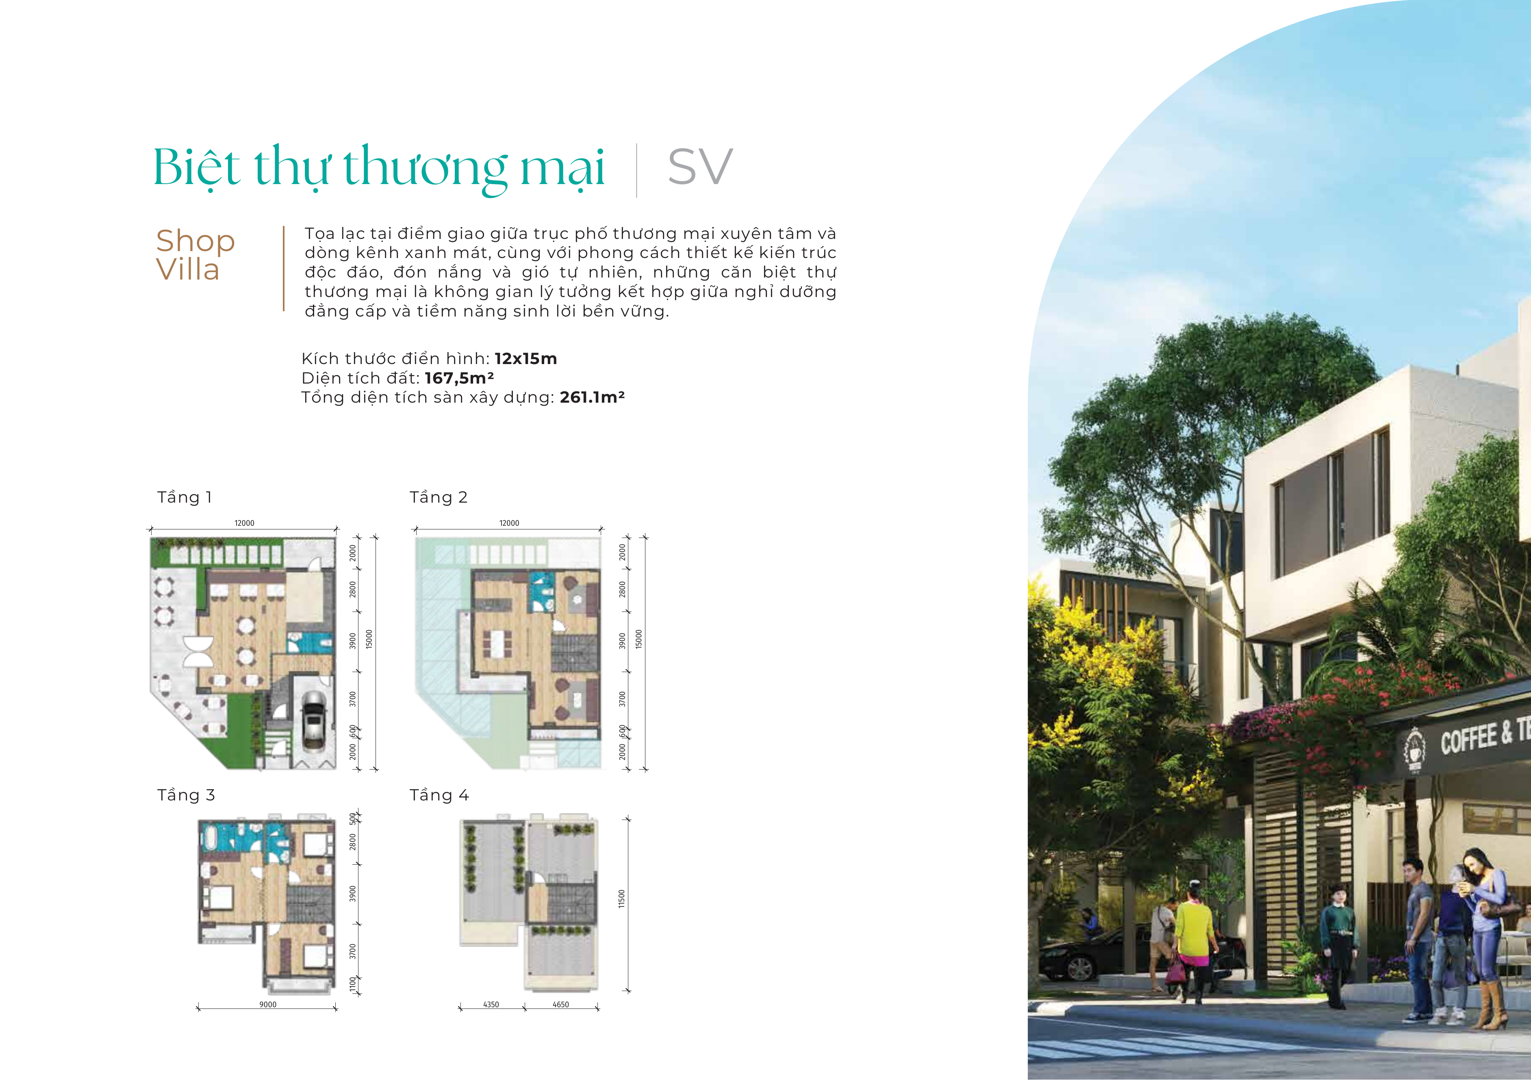 Biệt thự thương mại | SV
Shop
Villa
Tọa lạc tại điểm giao giữa trục phố thương mại xuyên tâm và
dòng kênh xanh mát, cùng với phong cách thiết kế kiến trúc
độc đáo, đón nắng và gió tự nhiên, những căn biệt thự
thương mại là không gian lý tưởng kết hợp giữa nghỉ dưỡng
đẳng cấp và tiềm năng sinh lời bền vững.
Kích thước điển hình: 12x15m
Diện tích đất: 167,5m²
Tổng diện tích sàn xây dựng: 261.1m²
Tầng 1
12000
2000
2800
3900
3700
600
2000
15000
Tầng 2
12000
2000
2800
3900
3700
600
2000
15000
Tầng 3
500
2800
3900
3700
1100
9000
Tầng 4
11500
4350
4650
COFFEE & TE